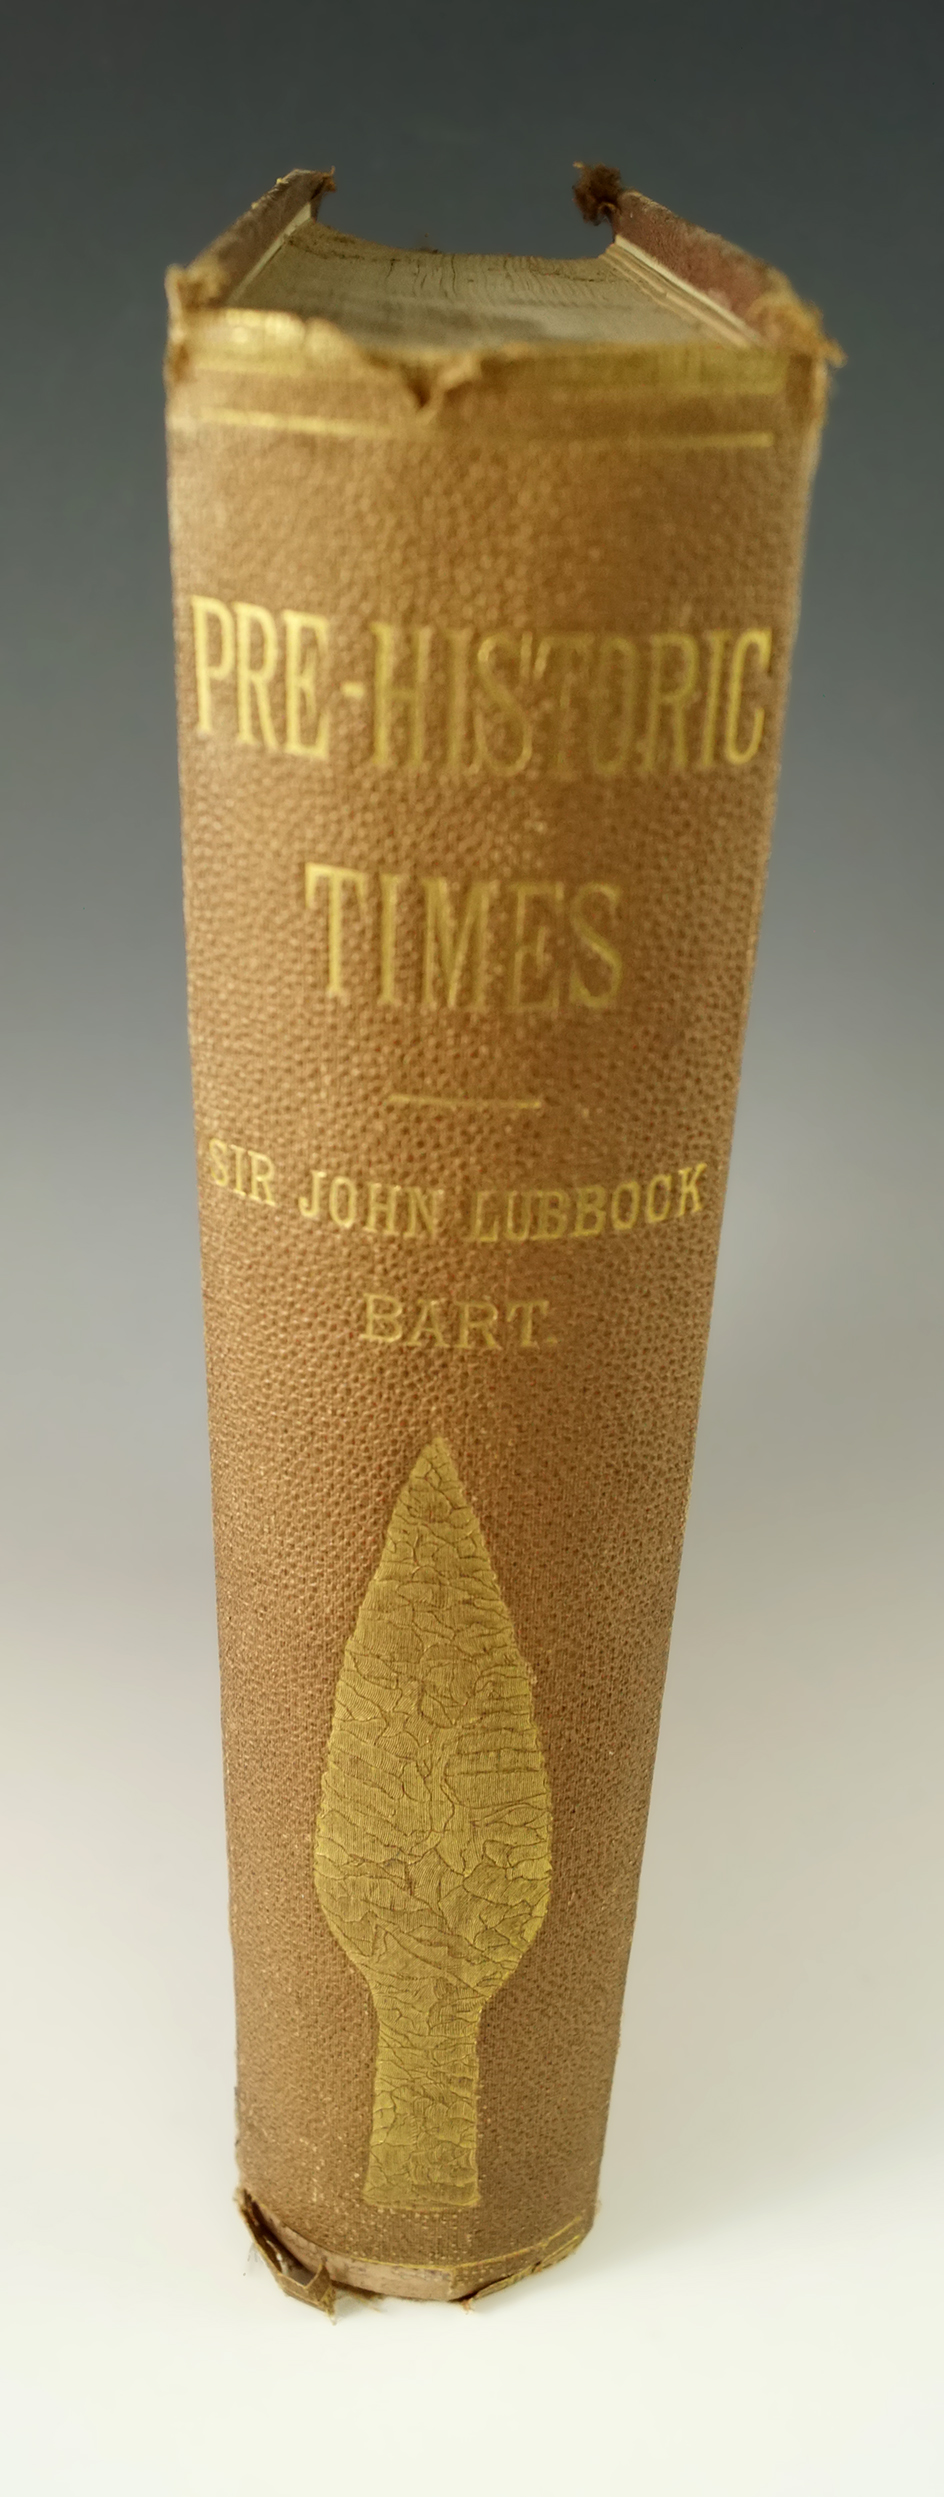 PRE-HISTORIC
TIMES
SIR JOHN LUBBOCK
BART.